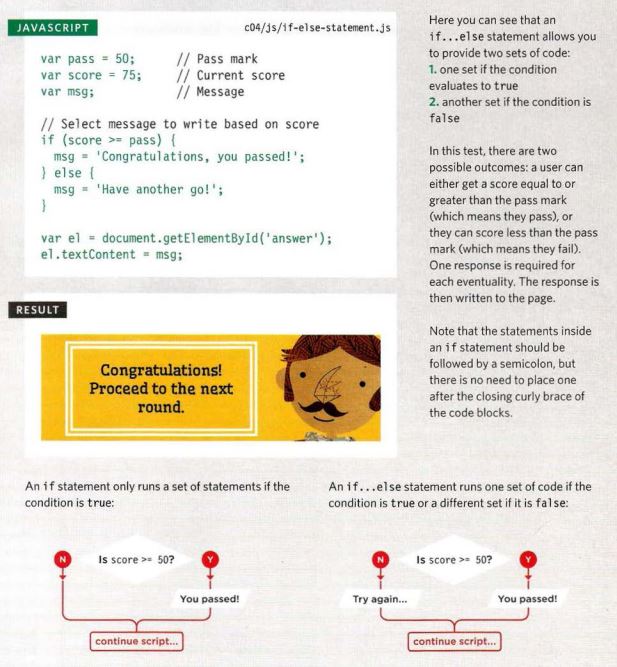 JAVASCRIPT
c04/js/if-else-statement.js
var pass = 50; // Pass mark
var score = 75; // Current score
var msg; // Message
// Select message to write based on score
if (score >= pass) {
msg = 'Congratulations, you passed!';
} else {
msg = 'Have another go!';
}
var el = document.getElementById('answer');
el.textContent = msg;
RESULT
Congratulations!
Proceed to the next
round.
Here you can see that an
if...else statement allows you
to provide two sets of code:
1. one set if the condition
evaluates to true
2. another set if the condition is
false
In this test, there are two
possible outcomes: a user can
either get a score equal to or
greater than the pass mark
(which means they pass), or
they can score less than the pass
mark (which means they fail).
One response is required for
each eventuality. The response is
then written to the page.
Note that the statements inside
an if statement should be
followed by a semicolon, but
there is no need to place one
after the closing curly brace of
the code blocks.
An if statement only runs a set of statements if the
condition is true:
N
Is score >= 50?
Y
You passed!
continue script...
An if...else statement runs one set of code if the
condition is true or a different set if it is false:
N
Is score >= 50?
Y
Try again...
You passed!
continue script...